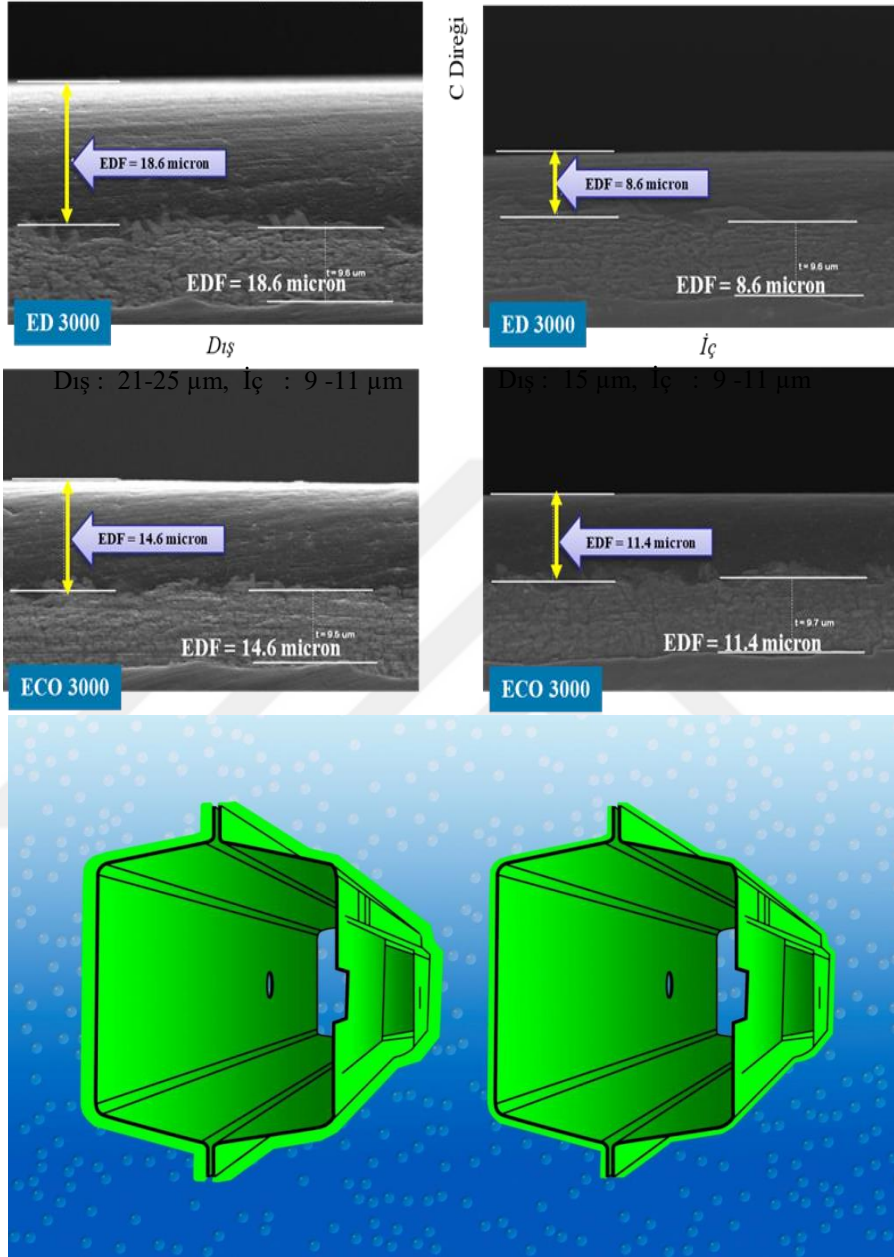 C Direği
EDF = 18.6 micron
t = 9.6 um
EDF = 18.6 micron
ED 3000
Dış
EDF = 8.6 micron
t = 9.6 um
EDF = 8.6 micron
ED 3000
İç
Dış : 21-25 µm, İç : 9 -11 µm
Dış : 15 µm, İç : 9 -11 µm
EDF = 14.6 micron
t = 9.5 um
EDF = 14.6 micron
ECO 3000
EDF = 11.4 micron
t = 9.7 um
EDF = 11.4 micron
ECO 3000